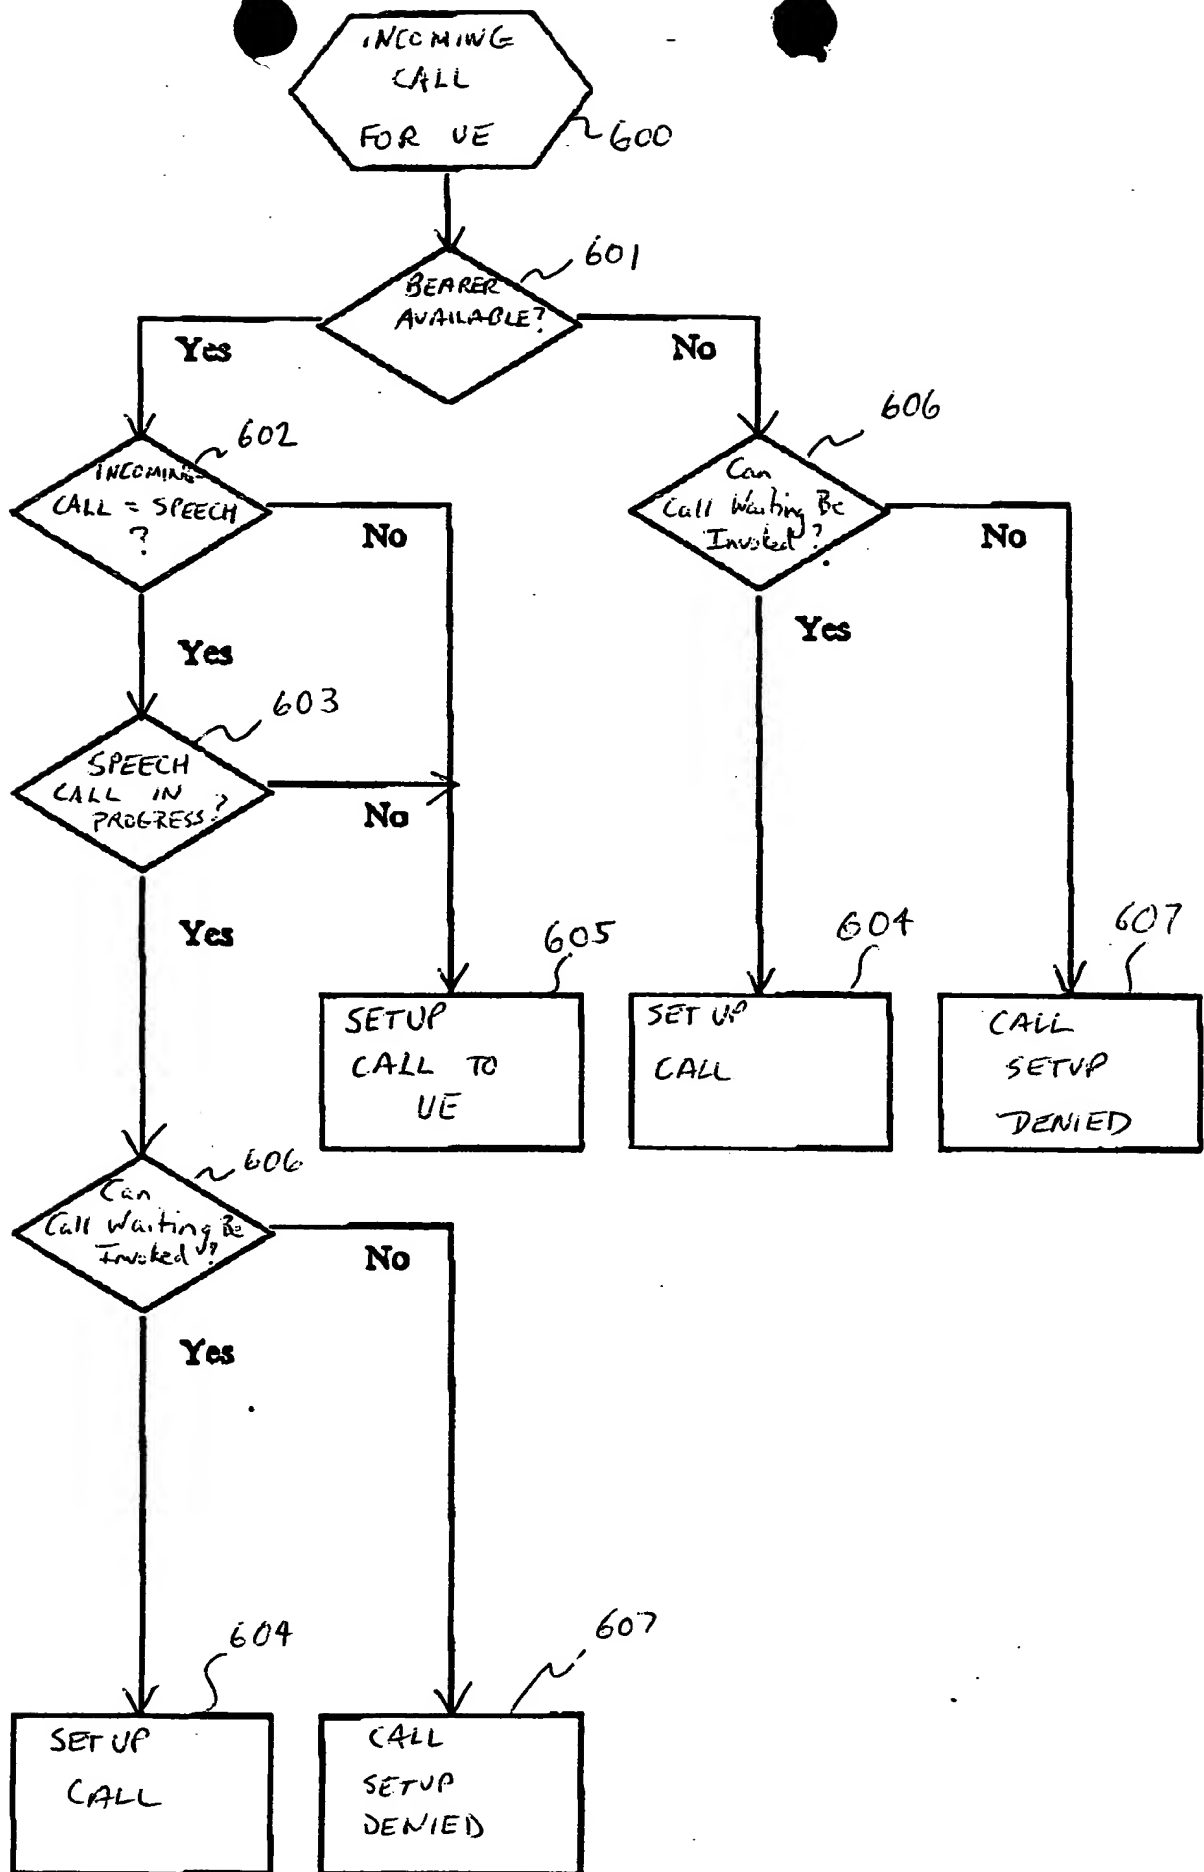 INCOMING
CALL
FOR UE
600
601
BEARER
AVAILABLE?
Yes
No
602
606
INCOMING
CALL = SPEECH
?
No
Can
Call Waiting Be
Invoked?
No
Yes
Yes
603
SPEECH
CALL IN
PROGRESS?
No
Yes
605
604
607
SETUP
CALL TO
UE
SET UP
CALL
CALL
SETUP
DENIED
606
Can
Call Waiting Be
Invoked?
No
Yes
604
607
SET UP
CALL
CALL
SETUP
DENIED